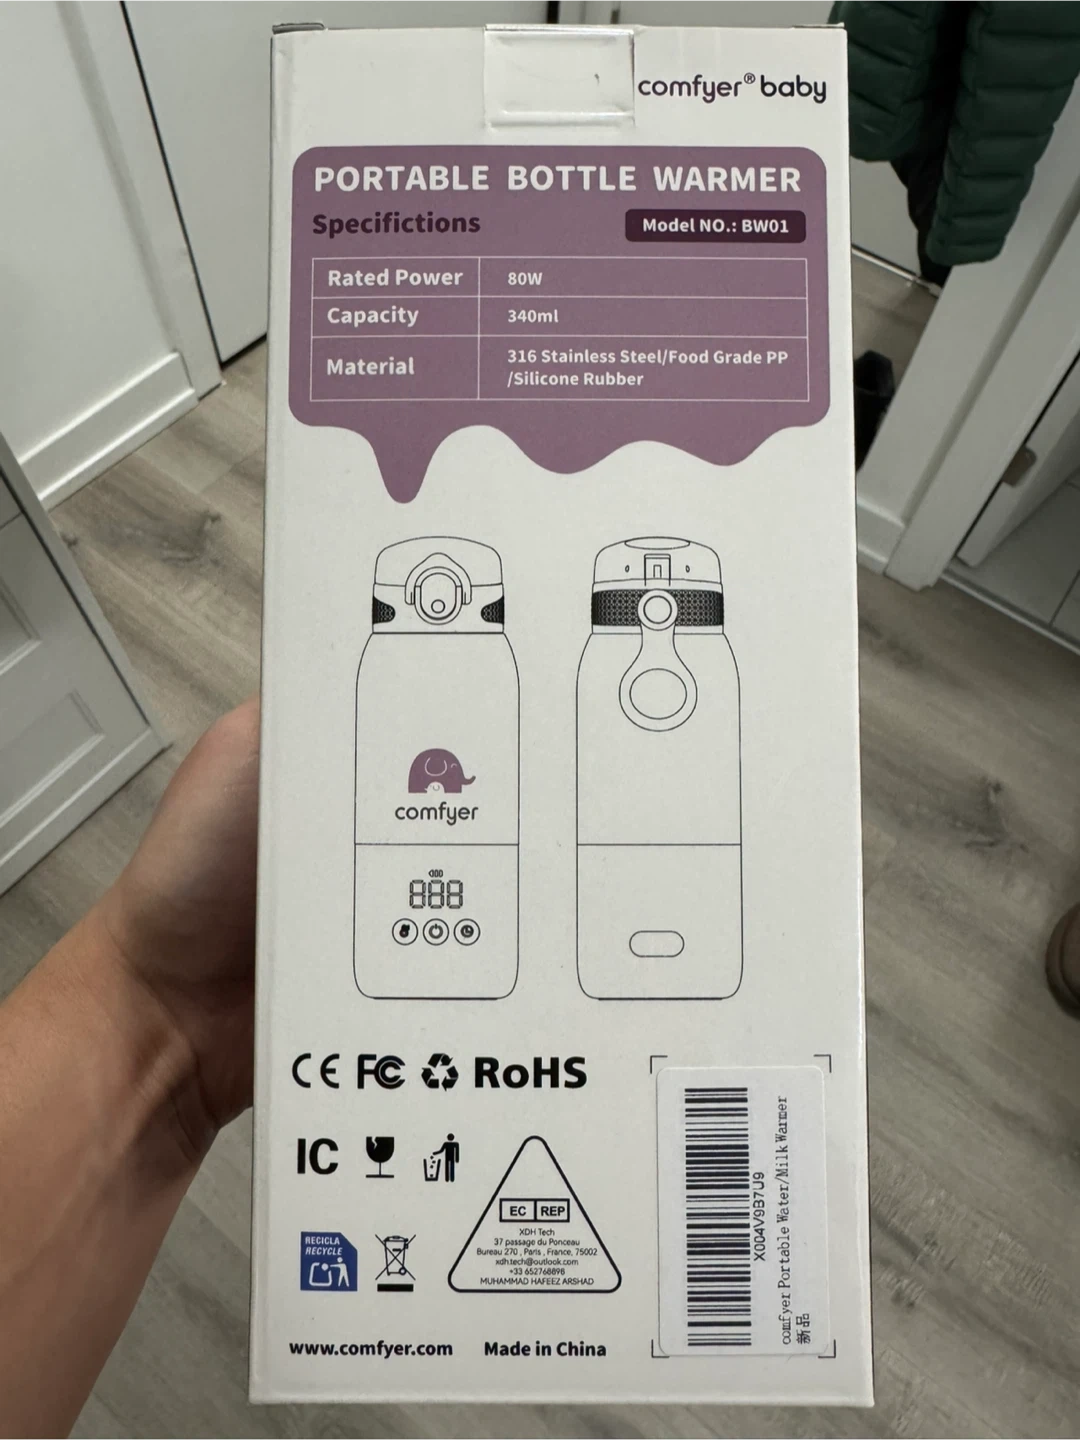 comfyer® baby
PORTABLE BOTTLE WARMER
Specifictions
Model NO.: BW01
Rated Power 80W
Capacity 340ml
Material 316 Stainless Steel/Food Grade PP
/Silicone Rubber
comfyer
888
CE FC RoHS
IC
EC REP
XDH Tech
37 passage du Ponceau
Bureau 270, Paris, France, 75002
xdh.tech@outlook.com
+33 652768898
MUHAMMAD HAFEEZ ARSHAD
RECICLA
RECYCLE
www.comfyer.com Made in China
X004V9B7U9
comfyer Portable Water/Milk Warmer
新品